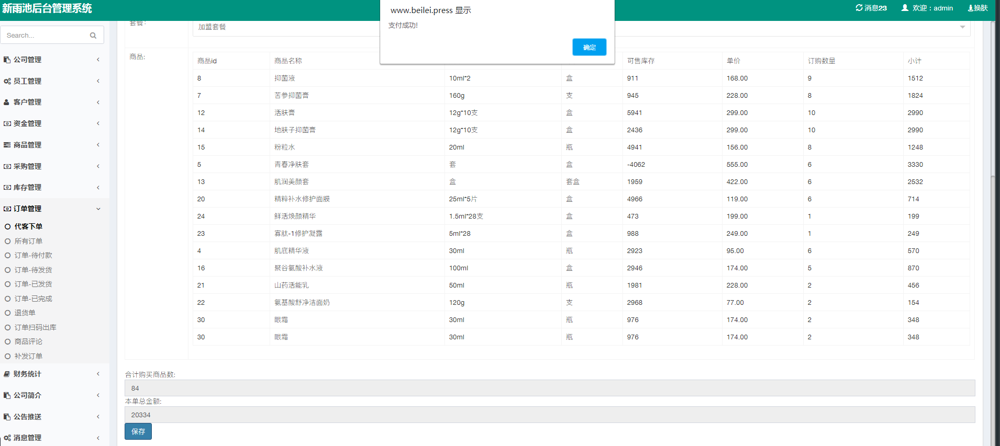 新雨池后台管理系统
消息23
欢迎：admin
换肤
www.beilei.press 显示
支付成功!
确定
Search...
公司管理
员工管理
客户管理
资金管理
商品管理
采购管理
库存管理
订单管理
代客下单
所有订单
订单-待付款
订单-待发货
订单-已发货
订单-已完成
退货单
订单扫码出库
商品评论
补发订单
财务统计
公司简介
公告推送
消息管理
套餐:
加盟套餐
商品:
商品id 商品名称 可售库存 单价 订购数量 小计
8 抑菌液 10ml*2 盒 911 168.00 9 1512
7 苦参抑菌膏 160g 支 945 228.00 8 1824
12 活肤膏 12g*10支 盒 5941 299.00 10 2990
14 地肤子抑菌膏 12g*10支 盒 2436 299.00 10 2990
15 粉粒水 20ml 瓶 4941 156.00 8 1248
5 青春净肤套 套 盒 -4062 555.00 6 3330
13 肌润美颜套 盒 套盒 1959 422.00 6 2532
20 精粹补水修护面膜 25ml*5片 盒 4966 119.00 6 714
24 鲜活焕颜精华 1.5ml*28支 盒 473 199.00 1 199
23 寡肽-1修护凝露 5ml*28 盒 988 249.00 1 249
4 肌底精华液 30ml 瓶 2923 95.00 6 570
16 聚谷氨酸补水液 100ml 盒 2946 174.00 5 870
21 山药活能乳 50ml 瓶 1981 228.00 2 456
22 氨基酸舒净洁面奶 120g 支 2968 77.00 2 154
30 眼霜 30ml 瓶 976 174.00 2 348
30 眼霜 30ml 瓶 976 174.00 2 348
合计购买商品数:
84
本单总金额:
20334
保存